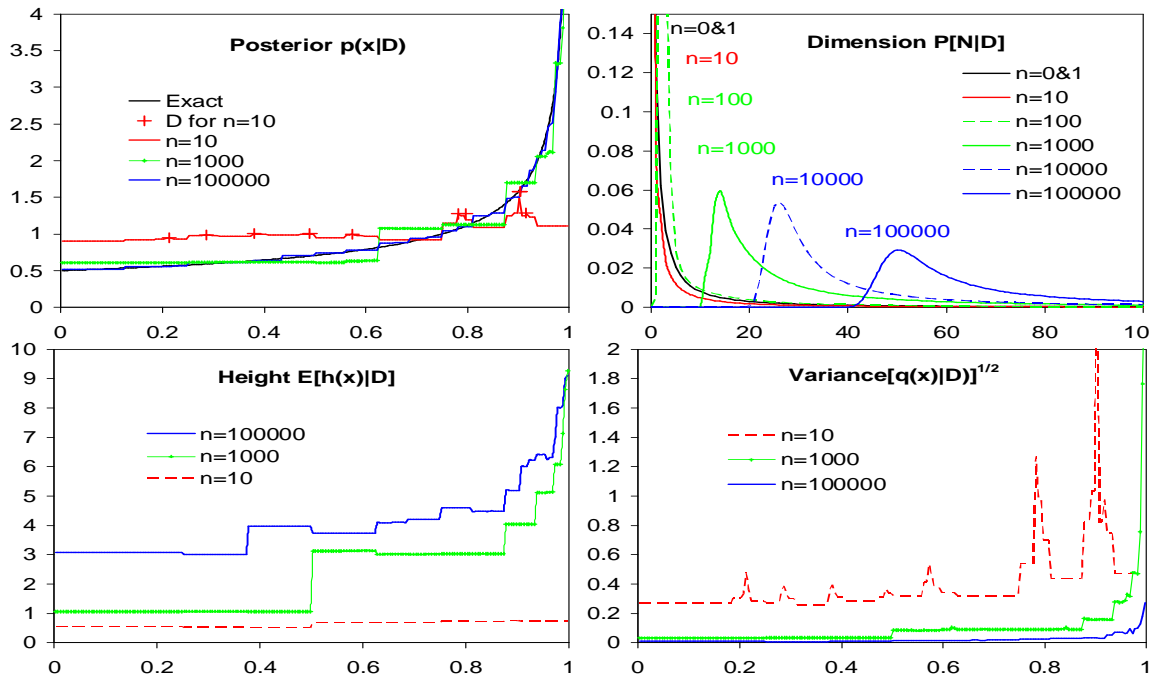 Posterior p(x|D)
4
3.5
3
2.5
2
1.5
1
0.5
0
Exact
D for n=10
n=10
n=1000
n=100000
0 0.2 0.4 0.6 0.8 1
Dimension P[N|D]
0.14
0.12
0.1
0.08
0.06
0.04
0.02
0
n=0&1
n=10
n=100
n=1000
n=10000
n=100000
n=0&1
n=10
n=100
n=1000
n=10000
n=100000
0 20 40 60 80 100
Height E[h(x)|D]
10
9
8
7
6
5
4
3
2
1
0
n=100000
n=1000
n=10
0 0.2 0.4 0.6 0.8 1
Variance[q(x)|D)]1/2
2
1.8
1.6
1.4
1.2
1
0.8
0.6
0.4
0.2
0
n=10
n=1000
n=100000
0 0.2 0.4 0.6 0.8 1